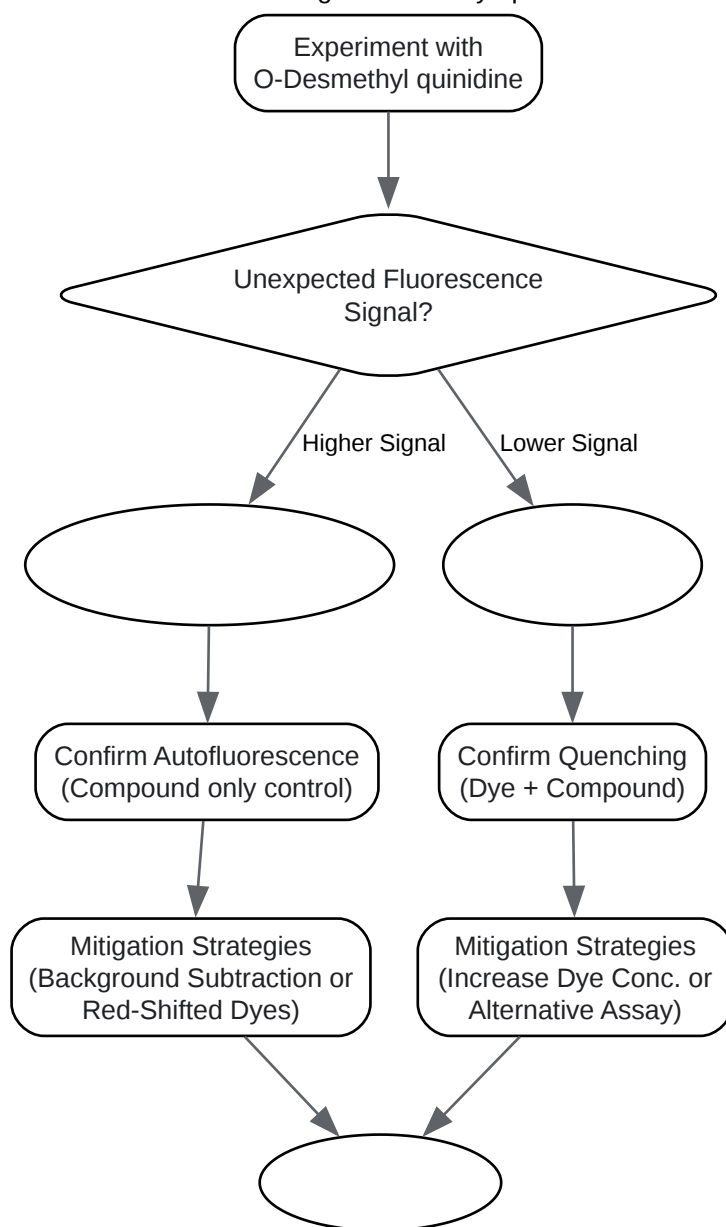 Experiment with
O-Desmethyl quinidine
Unexpected Fluorescence
Signal?
Higher Signal
Lower Signal
Confirm Autofluorescence
(Compound only control)
Confirm Quenching
(Dye + Compound)
Mitigation Strategies
(Background Subtraction or
Red-Shifted Dyes)
Mitigation Strategies
(Increase Dye Conc. or
Alternative Assay)